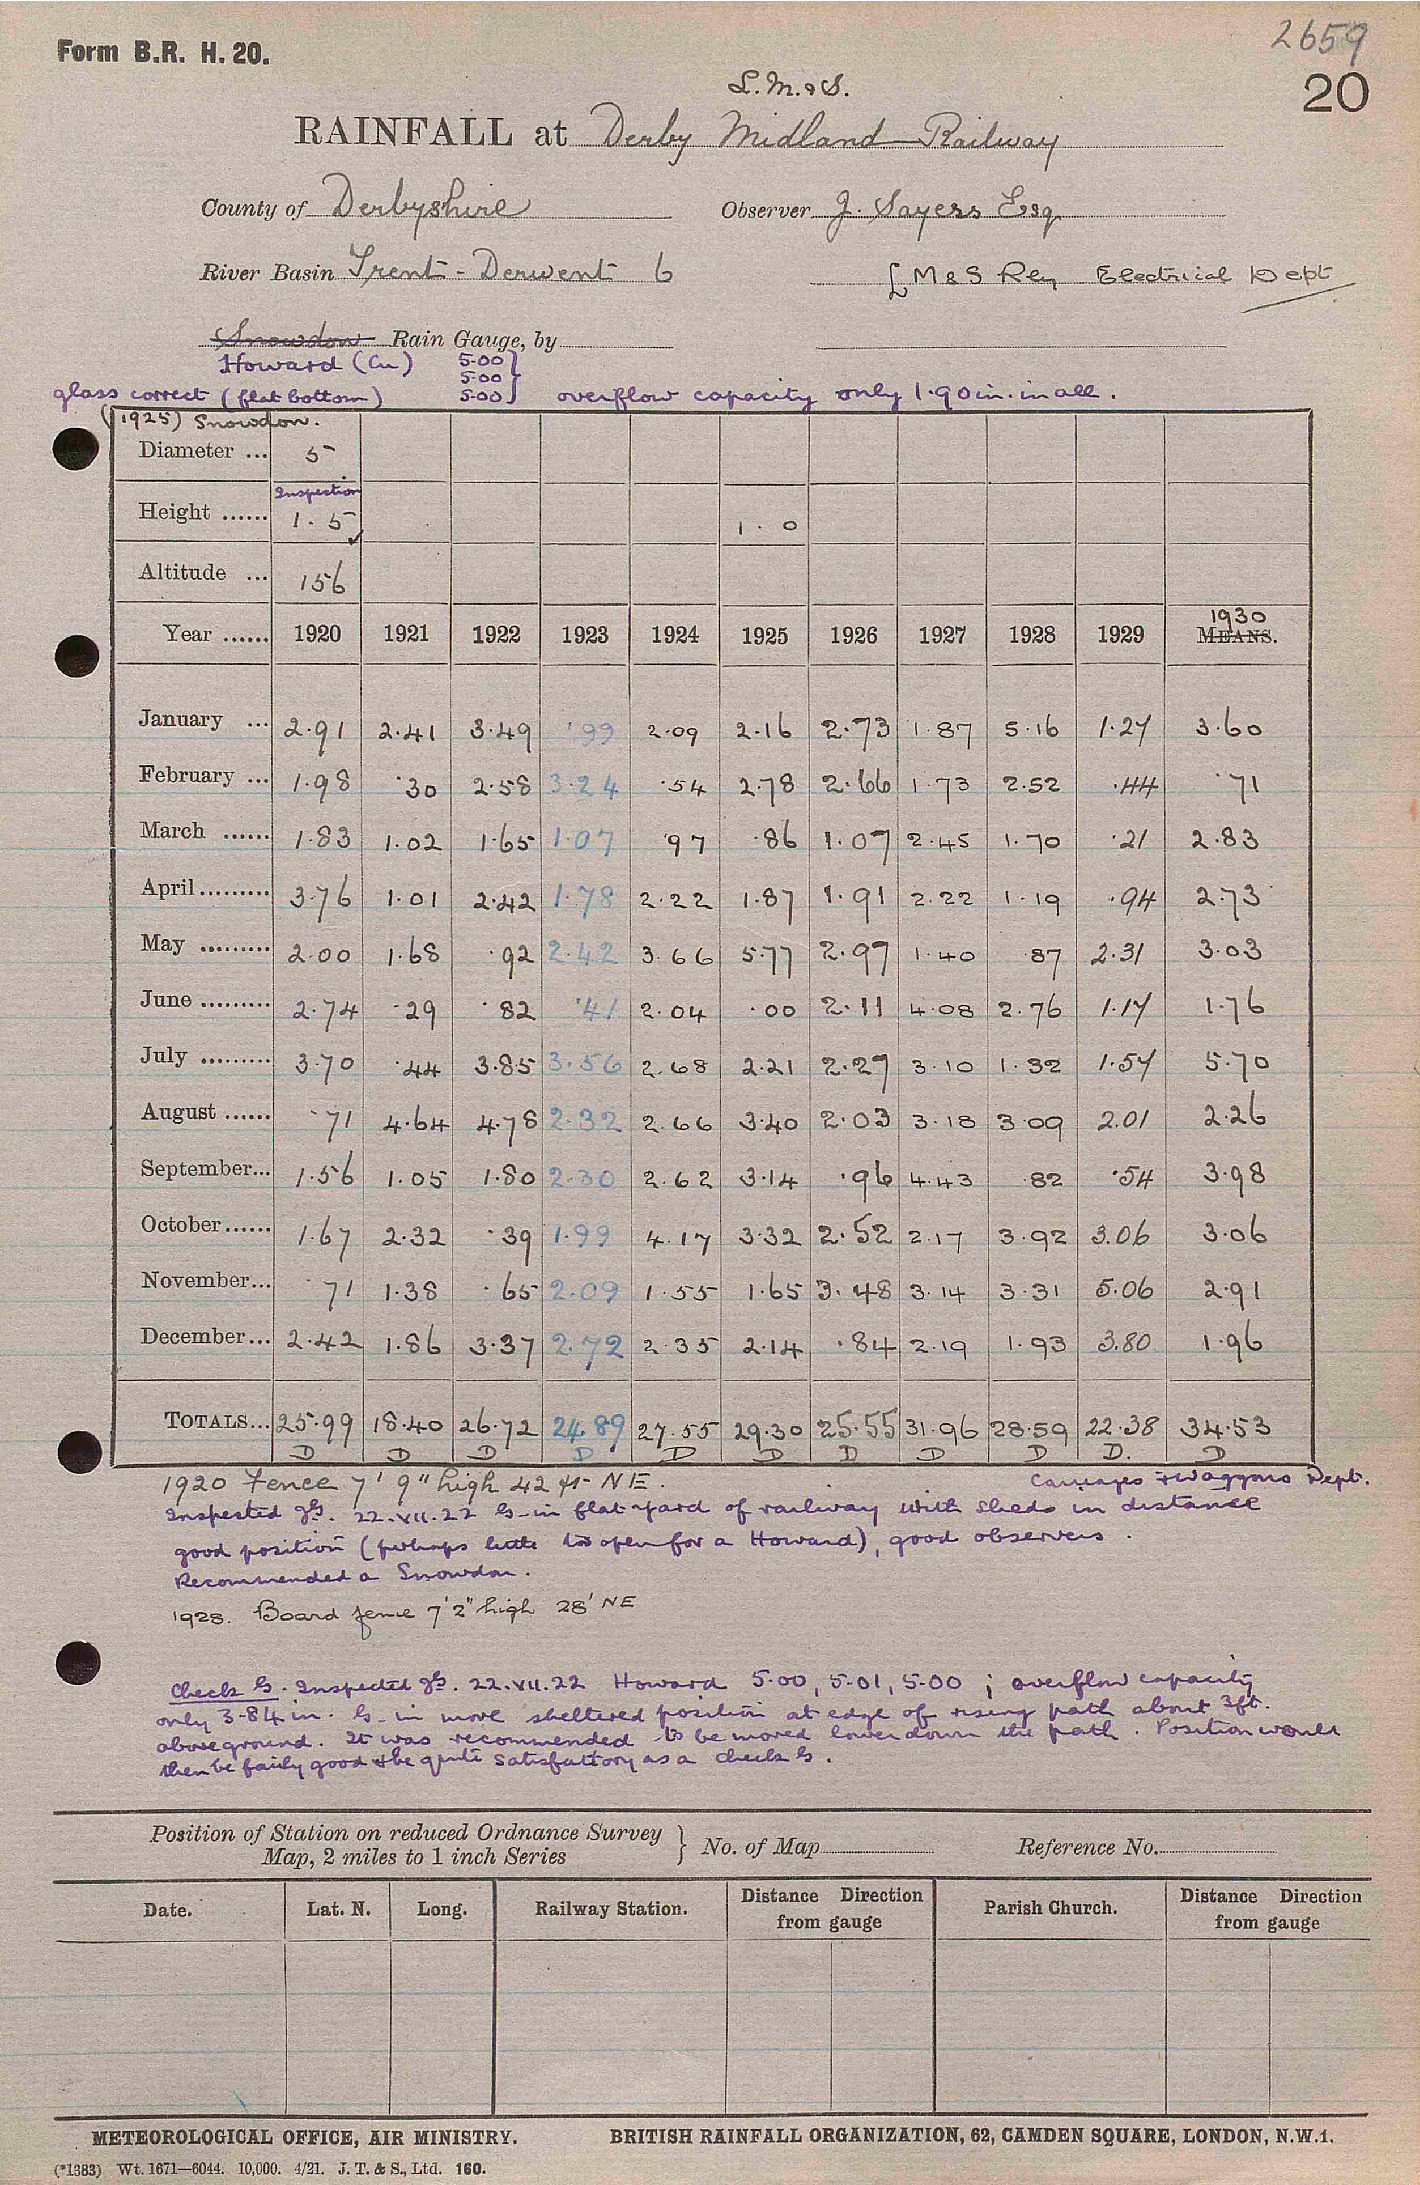 2659
Form B.R. H. 20.
20
L.M.&S.
RAINFALL at Derby Midland Railway
County of Derbyshire Observer J. Sayers Esq.
River Basin Trent - Derwent 6 LM&S Rly Electrical Dept
Snowdon Rain Gauge, by
Howard (Cu) 5.00
5.00
glass correct (flat bottom) 5.00 } overflow capacity only 1.90 in. in all.
(1925) Snowdon.
Diameter ... 5
Inspection
Height ...... 1.5 1.0
Altitude ... 156
1930
Year ...... 1920 1921 1922 1923 1924 1925 1926 1927 1928 1929 MEANS.
January ... 2.91 2.41 3.49 .99 2.09 2.16 2.73 1.87 5.16 1.27 3.60
February ... 1.98 .30 2.58 3.24 .54 2.78 2.66 1.73 2.52 .44 .71
March ...... 1.83 1.02 1.65 1.07 .97 .86 1.07 2.45 1.70 .21 2.83
April ......... 3.76 1.01 2.42 1.78 2.22 1.87 1.91 2.22 1.19 .94 2.73
May ......... 2.00 1.68 .92 2.42 3.66 5.77 2.97 1.40 .87 2.31 3.03
June ......... 2.74 .29 .82 .41 2.04 .00 2.11 4.08 2.76 1.17 1.76
July ......... 3.70 .44 3.85 3.56 2.68 2.21 2.27 3.10 1.32 1.57 5.70
August ...... .71 4.64 4.78 2.32 2.66 3.40 2.03 3.18 3.09 2.01 2.26
September... 1.56 1.05 1.80 2.30 2.62 3.14 .96 4.43 .82 .54 3.98
October ...... 1.67 2.32 .39 1.99 4.17 3.32 2.52 2.17 3.92 3.06 3.06
November... .71 1.38 .65 2.09 1.55 1.65 3.48 3.14 3.31 5.06 2.91
December... 2.42 1.86 3.37 2.72 2.35 2.14 .84 2.19 1.93 3.80 1.96
TOTALS... 25.99 18.40 26.72 24.89 27.55 29.30 25.55 31.96 28.59 22.38 34.53
D D D D D D D D D D. D
1920 Fence 7' 9" high 42 ft NE. Carriages & Waggons Dept.
Inspected 22.VII.22 G. in flat yard of railway with sheds in distance
good position (perhaps little too open for a Howard), good observers.
Recommended a Snowdon.
1928. Board fence 7'2" high 28' NE
Check G. Inspected 22.VII.22 Howard 5.00, 5.01, 5.00 ; overflow capacity
only 3.84 in. G. in more sheltered position at edge of rising path about 3ft.
above ground. It was recommended to be moved lower down the path. Position would
then be fairly good & be quite satisfactory as a check G.
Position of Station on reduced Ordnance Survey
Map, 2 miles to 1 inch Series } No. of Map Reference No.
Date. Lat. N. Long. Railway Station. Distance Direction from gauge Parish Church. Distance Direction from gauge
METEOROLOGICAL OFFICE, AIR MINISTRY. BRITISH RAINFALL ORGANIZATION, 62, CAMDEN SQUARE, LONDON, N.W.1.
(*1383) Wt. 1671—6044. 10,000. 4/21. J. T. & S., Ltd. 160.